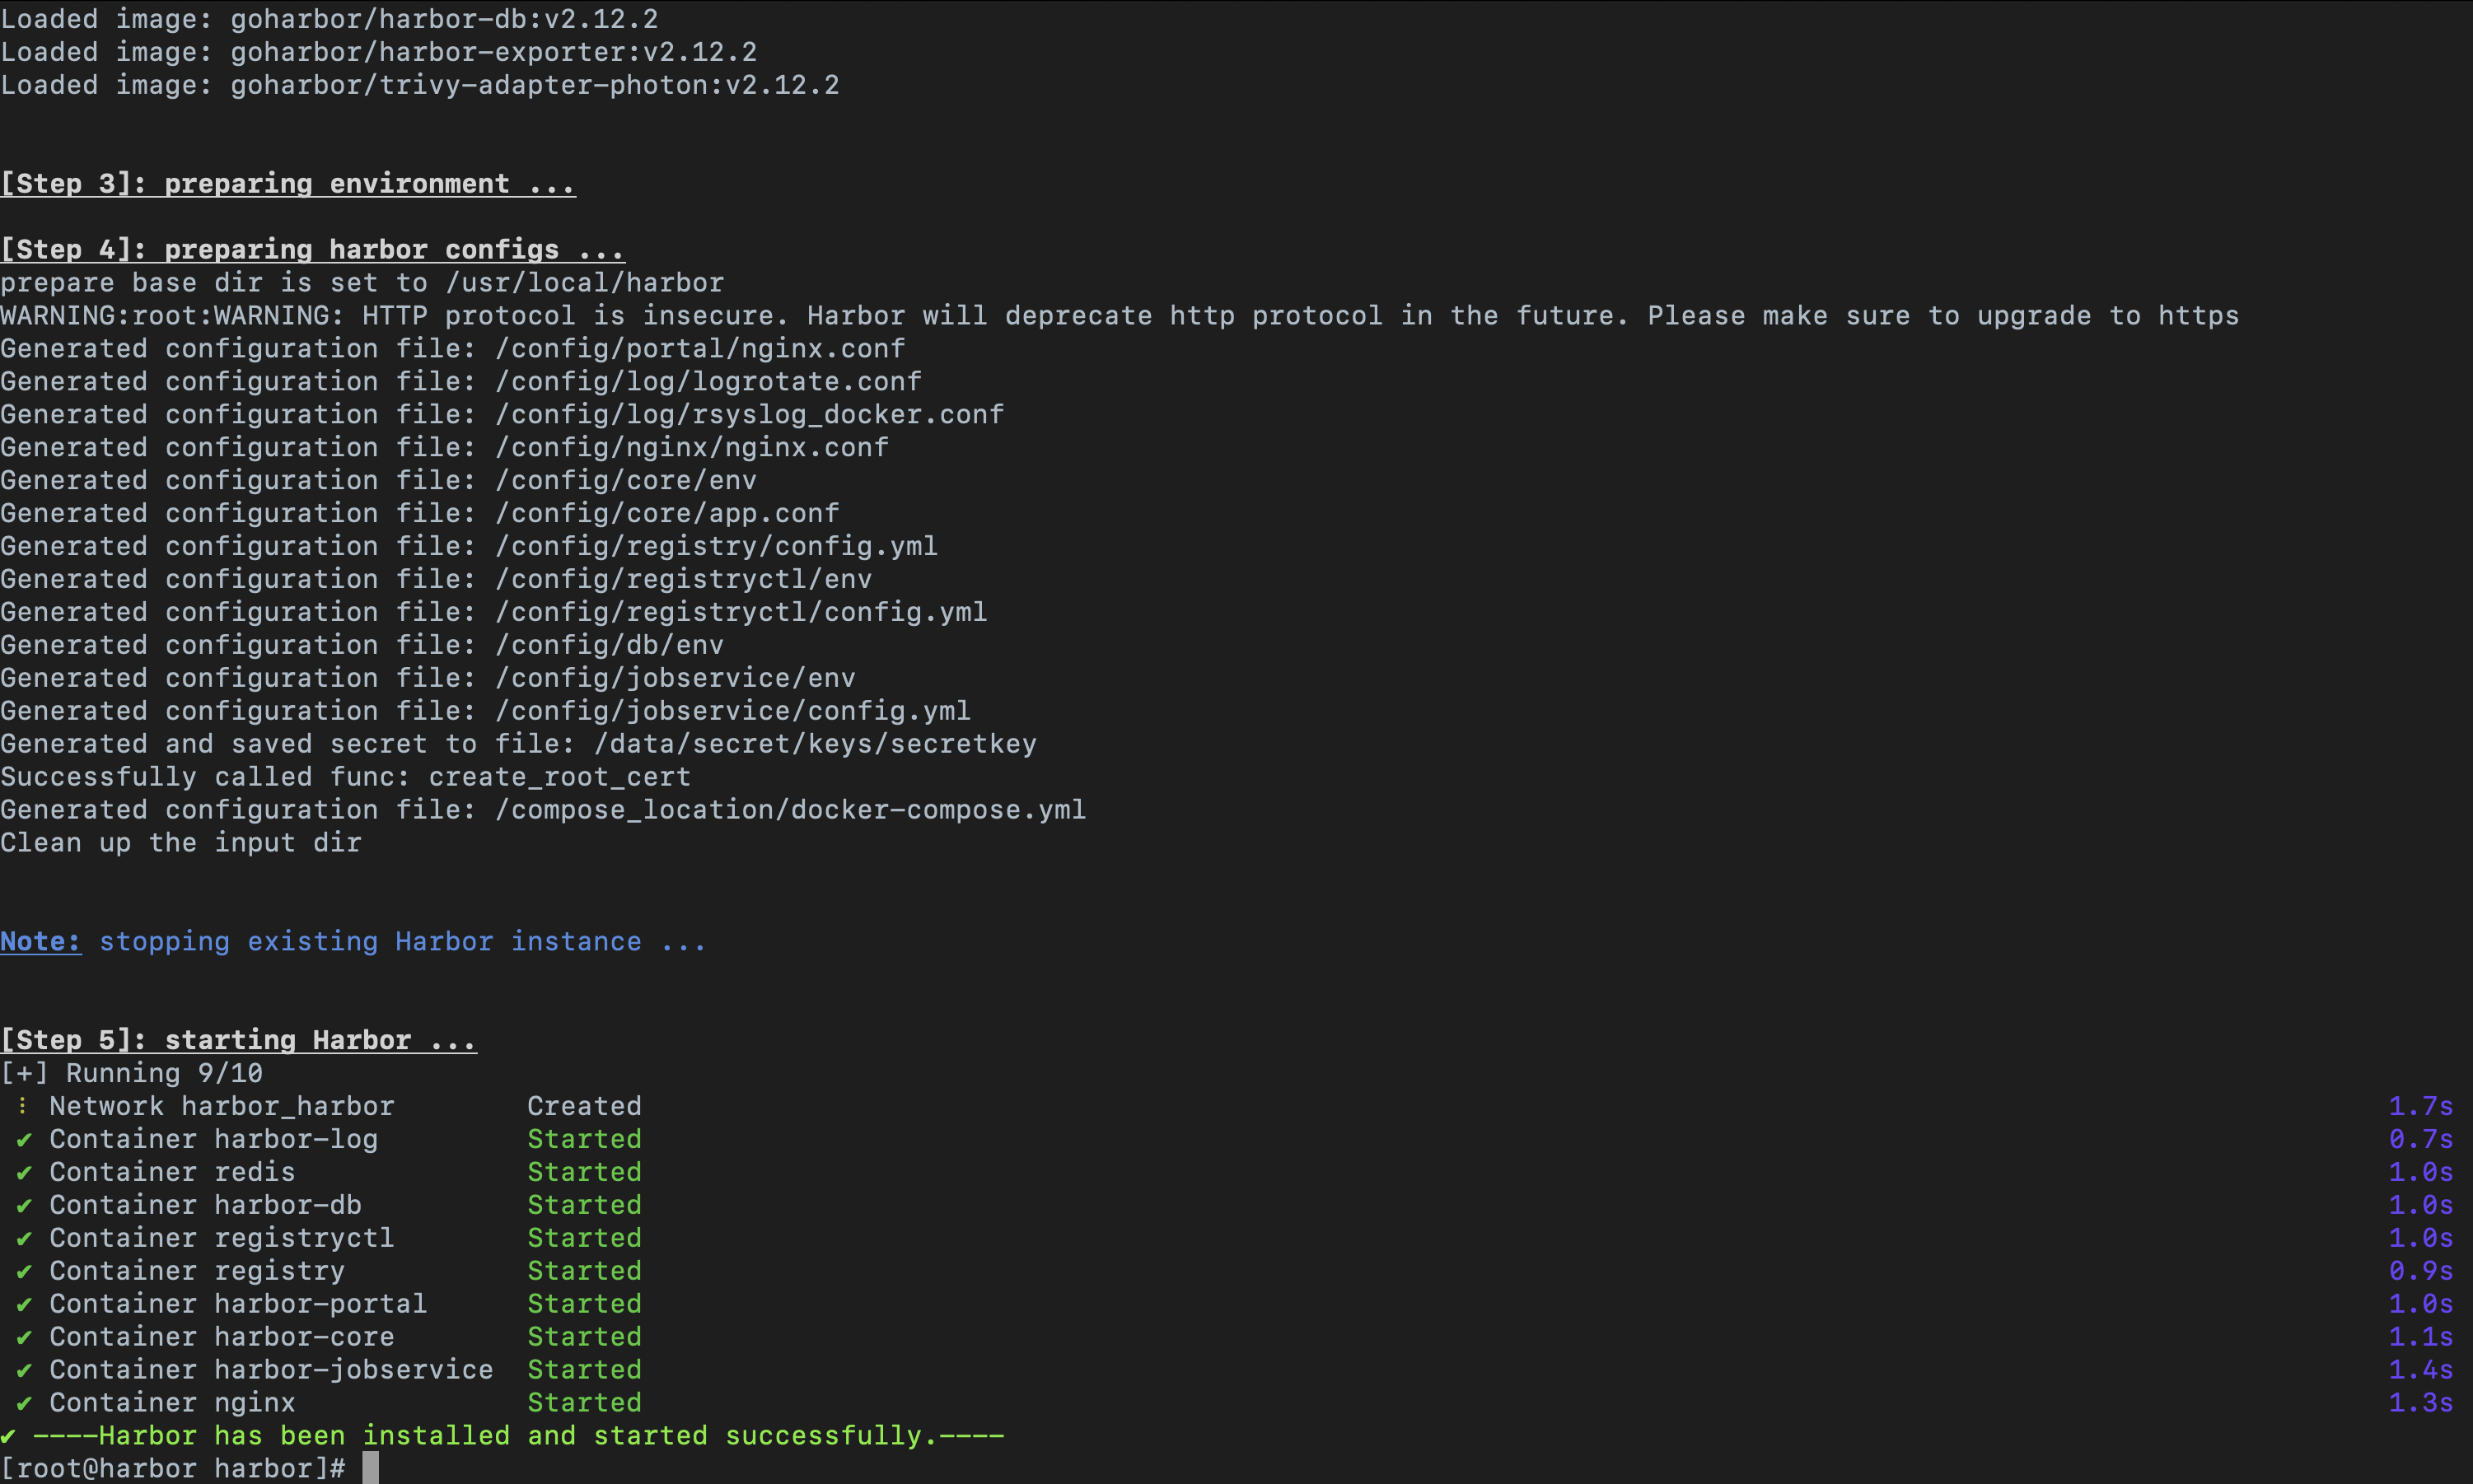 Loaded image: goharbor/harbor-db:v2.12.2
Loaded image: goharbor/harbor-exporter:v2.12.2
Loaded image: goharbor/trivy-adapter-photon:v2.12.2
[Step 3]: preparing environment ...
[Step 4]: preparing harbor configs ...
prepare base dir is set to /usr/local/harbor
WARNING:root:WARNING: HTTP protocol is insecure. Harbor will deprecate http protocol in the future. Please make sure to upgrade to https
Generated configuration file: /config/portal/nginx.conf
Generated configuration file: /config/log/logrotate.conf
Generated configuration file: /config/log/rsyslog_docker.conf
Generated configuration file: /config/nginx/nginx.conf
Generated configuration file: /config/core/env
Generated configuration file: /config/core/app.conf
Generated configuration file: /config/registry/config.yml
Generated configuration file: /config/registryctl/env
Generated configuration file: /config/registryctl/config.yml
Generated configuration file: /config/db/env
Generated configuration file: /config/jobservice/env
Generated configuration file: /config/jobservice/config.yml
Generated and saved secret to file: /data/secret/keys/secretkey
Successfully called func: create_root_cert
Generated configuration file: /compose_location/docker-compose.yml
Clean up the input dir
Note: stopping existing Harbor instance ...
[Step 5]: starting Harbor ...
[+] Running 9/10
⠸ Network harbor_harbor Created 1.7s
✔ Container harbor-log Started 0.7s
✔ Container redis Started 1.0s
✔ Container harbor-db Started 1.0s
✔ Container registryctl Started 1.0s
✔ Container registry Started 0.9s
✔ Container harbor-portal Started 1.0s
✔ Container harbor-core Started 1.1s
✔ Container harbor-jobservice Started 1.4s
✔ Container nginx Started 1.3s
✔ ----Harbor has been installed and started successfully.----
[root@harbor harbor]#